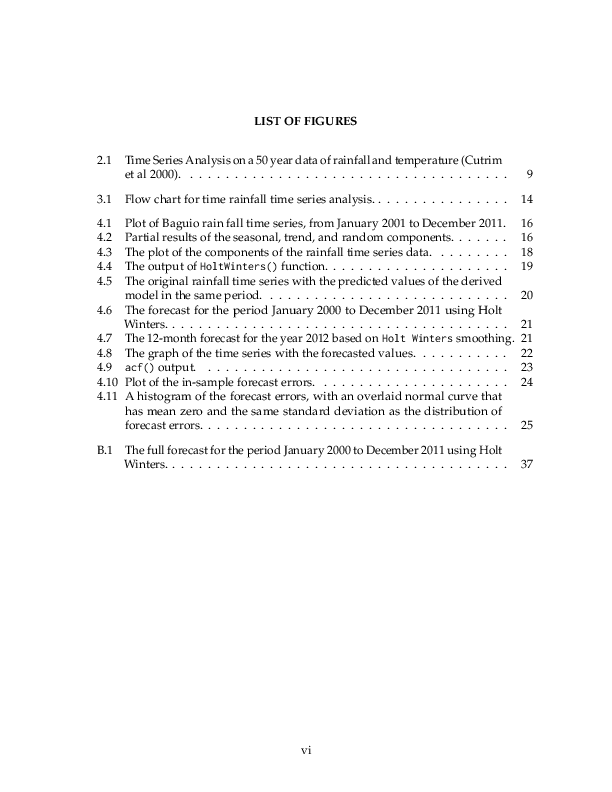 LIST OF FIGURES
2.1 Time Series Analysis on a 50 year data of rainfall and temperature (Cutrim
et al 2000). . . . . . . . . . . . . . . . . . . . . . . . . . . . . . . . . . . . . 9
3.1 Flow chart for time rainfall time series analysis. . . . . . . . . . . . . . . 14
4.1 Plot of Baguio rain fall time series, from January 2001 to December 2011. 16
4.2 Partial results of the seasonal, trend, and random components. . . . . . . 16
4.3 The plot of the components of the rainfall time series data. . . . . . . . . 18
4.4 The output of HoltWinters() function. . . . . . . . . . . . . . . . . . . . . 19
4.5 The original rainfall time series with the predicted values of the derived
model in the same period. . . . . . . . . . . . . . . . . . . . . . . . . . . . 20
4.6 The forecast for the period January 2000 to December 2011 using Holt
Winters. . . . . . . . . . . . . . . . . . . . . . . . . . . . . . . . . . . . . . 21
4.7 The 12-month forecast for the year 2012 based on Holt Winters smoothing. 21
4.8 The graph of the time series with the forecasted values. . . . . . . . . . . 22
4.9 acf() output. . . . . . . . . . . . . . . . . . . . . . . . . . . . . . . . . . . 23
4.10 Plot of the in-sample forecast errors. . . . . . . . . . . . . . . . . . . . . . 24
4.11 A histogram of the forecast errors, with an overlaid normal curve that
has mean zero and the same standard deviation as the distribution of
forecast errors. . . . . . . . . . . . . . . . . . . . . . . . . . . . . . . . . . . 25
B.1 The full forecast for the period January 2000 to December 2011 using Holt
Winters. . . . . . . . . . . . . . . . . . . . . . . . . . . . . . . . . . . . . . 37
vi